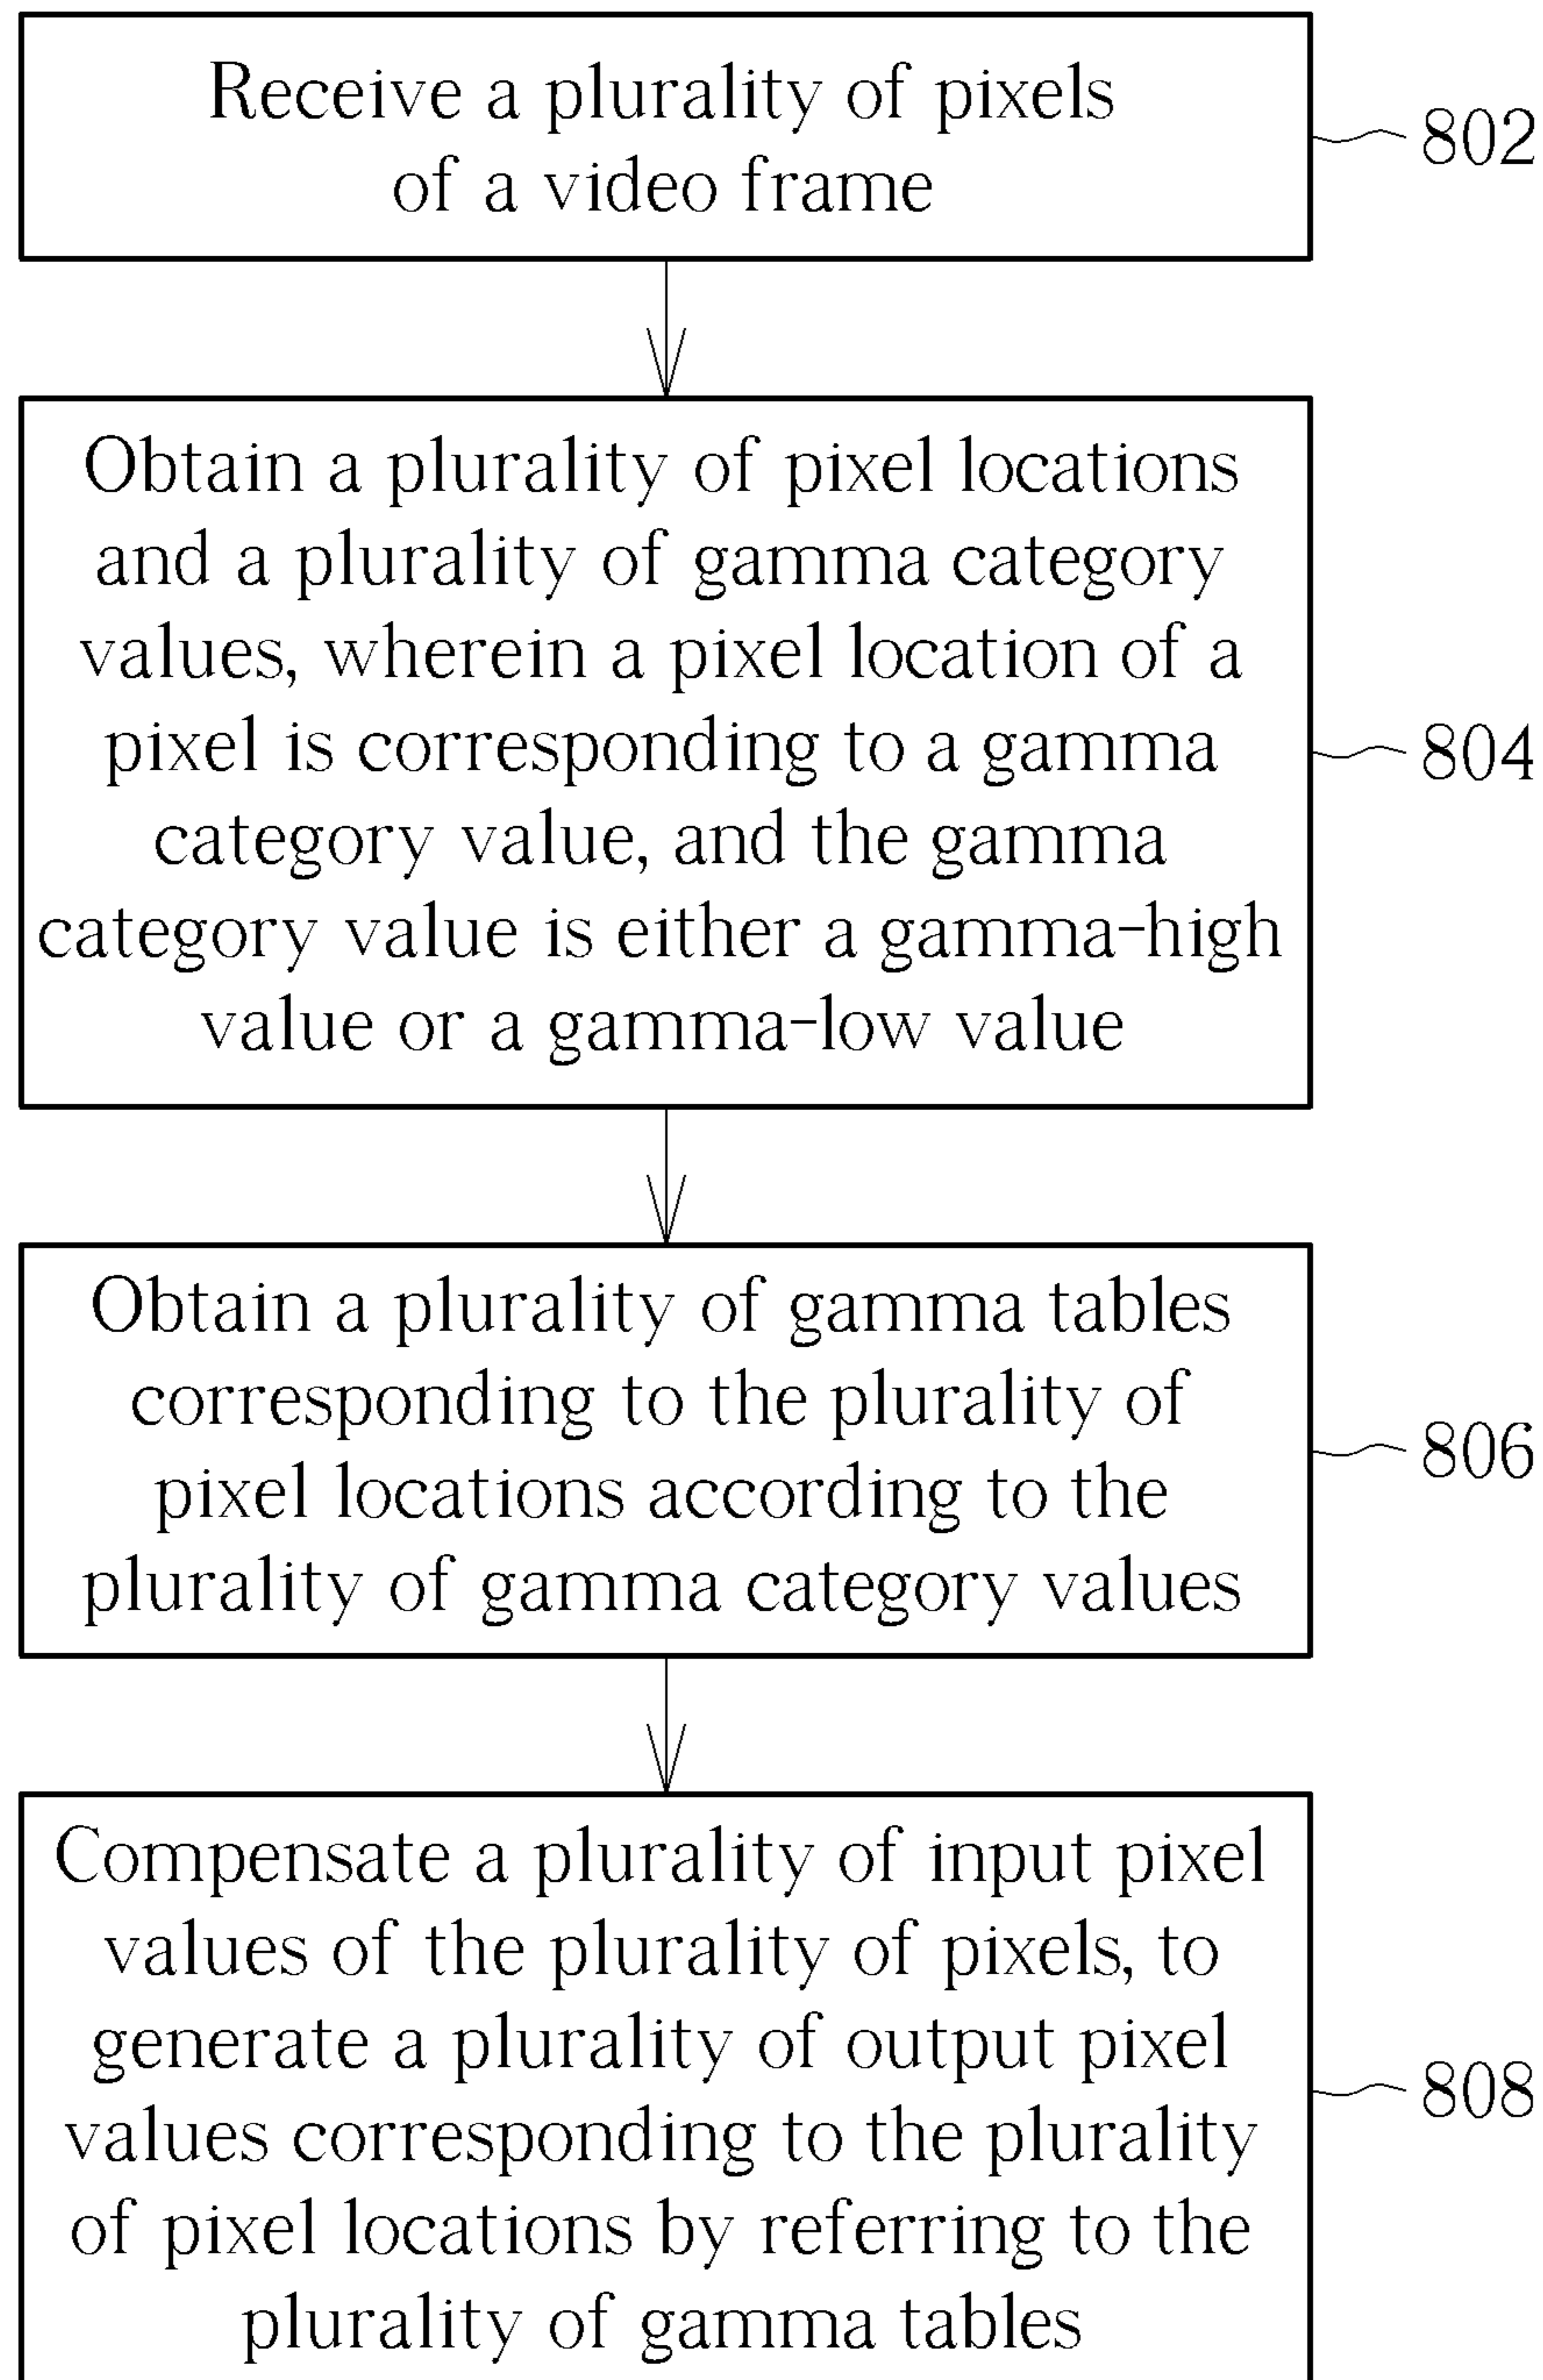 Receive a plurality of pixels
of a video frame
802
Obtain a plurality of pixel locations
and a plurality of gamma category
values, wherein a pixel location of a
pixel is corresponding to a gamma
category value, and the gamma
category value is either a gamma-high
value or a gamma-low value
804
Obtain a plurality of gamma tables
corresponding to the plurality of
pixel locations according to the
plurality of gamma category values
806
Compensate a plurality of input pixel
values of the plurality of pixels, to
generate a plurality of output pixel
values corresponding to the plurality
of pixel locations by referring to the
plurality of gamma tables
808